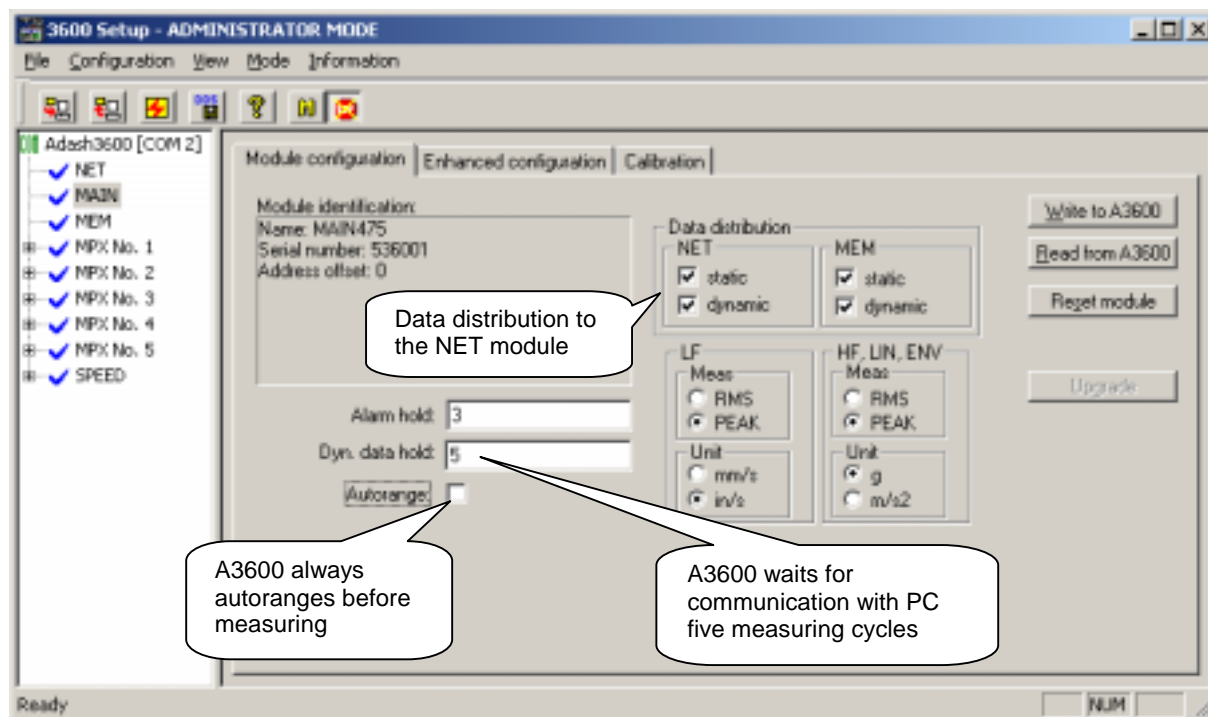 3600 Setup - ADMINISTRATOR MODE
File Configuration View Mode Information
DOS
Adash3600 [COM 2]
NET
MAIN
MEM
MPX No. 1
MPX No. 2
MPX No. 3
MPX No. 4
MPX No. 5
SPEED
Module configuration Enhanced configuration Calibration
Module identification:
Name: MAIN475
Serial number: 536001
Address offset: 0
Data distribution
NET
static
dynamic
MEM
static
dynamic
Write to A3600
Read from A3600
Reset module
Upgrade
Data distribution to
the NET module
LF
Meas
RMS
PEAK
Unit
mm/s
in/s
HF, LIN, ENV
Meas
RMS
PEAK
Unit
g
m/s2
Alarm hold: 3
Dyn. data hold: 5
Autorange:
A3600 always
autoranges before
measuring
A3600 waits for
communication with PC
five measuring cycles
Ready
NUM